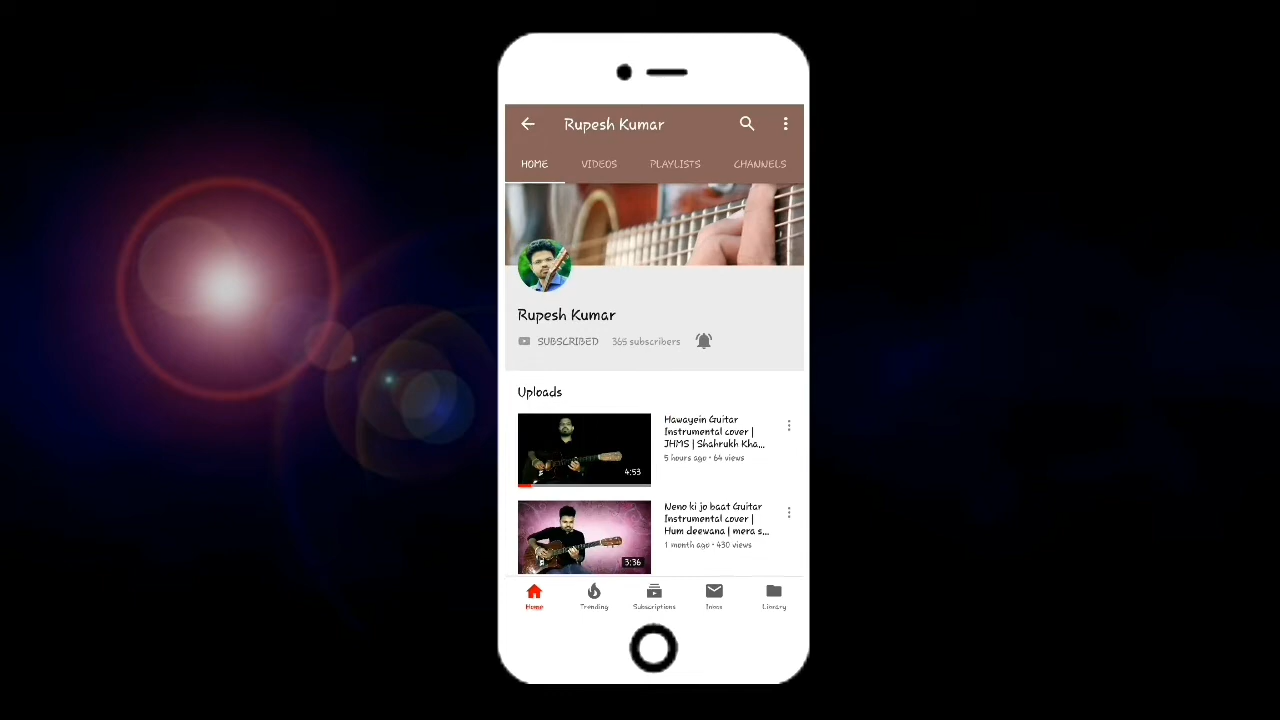 Rupesh Kumar
HOME VIDEOS PLAYLISTS CHANNELS
Rupesh Kumar
SUBSCRIBED 365 subscribers
Uploads
Hawayein Guitar
Instrumental cover |
JHMS | Shahrukh Kha...
5 hours ago • 64 views
4:53
Neno ki jo baat Guitar
Instrumental cover |
Hum deewana | mera s...
1 month ago • 430 views
3:36
Home Trending Subscriptions Inbox Library